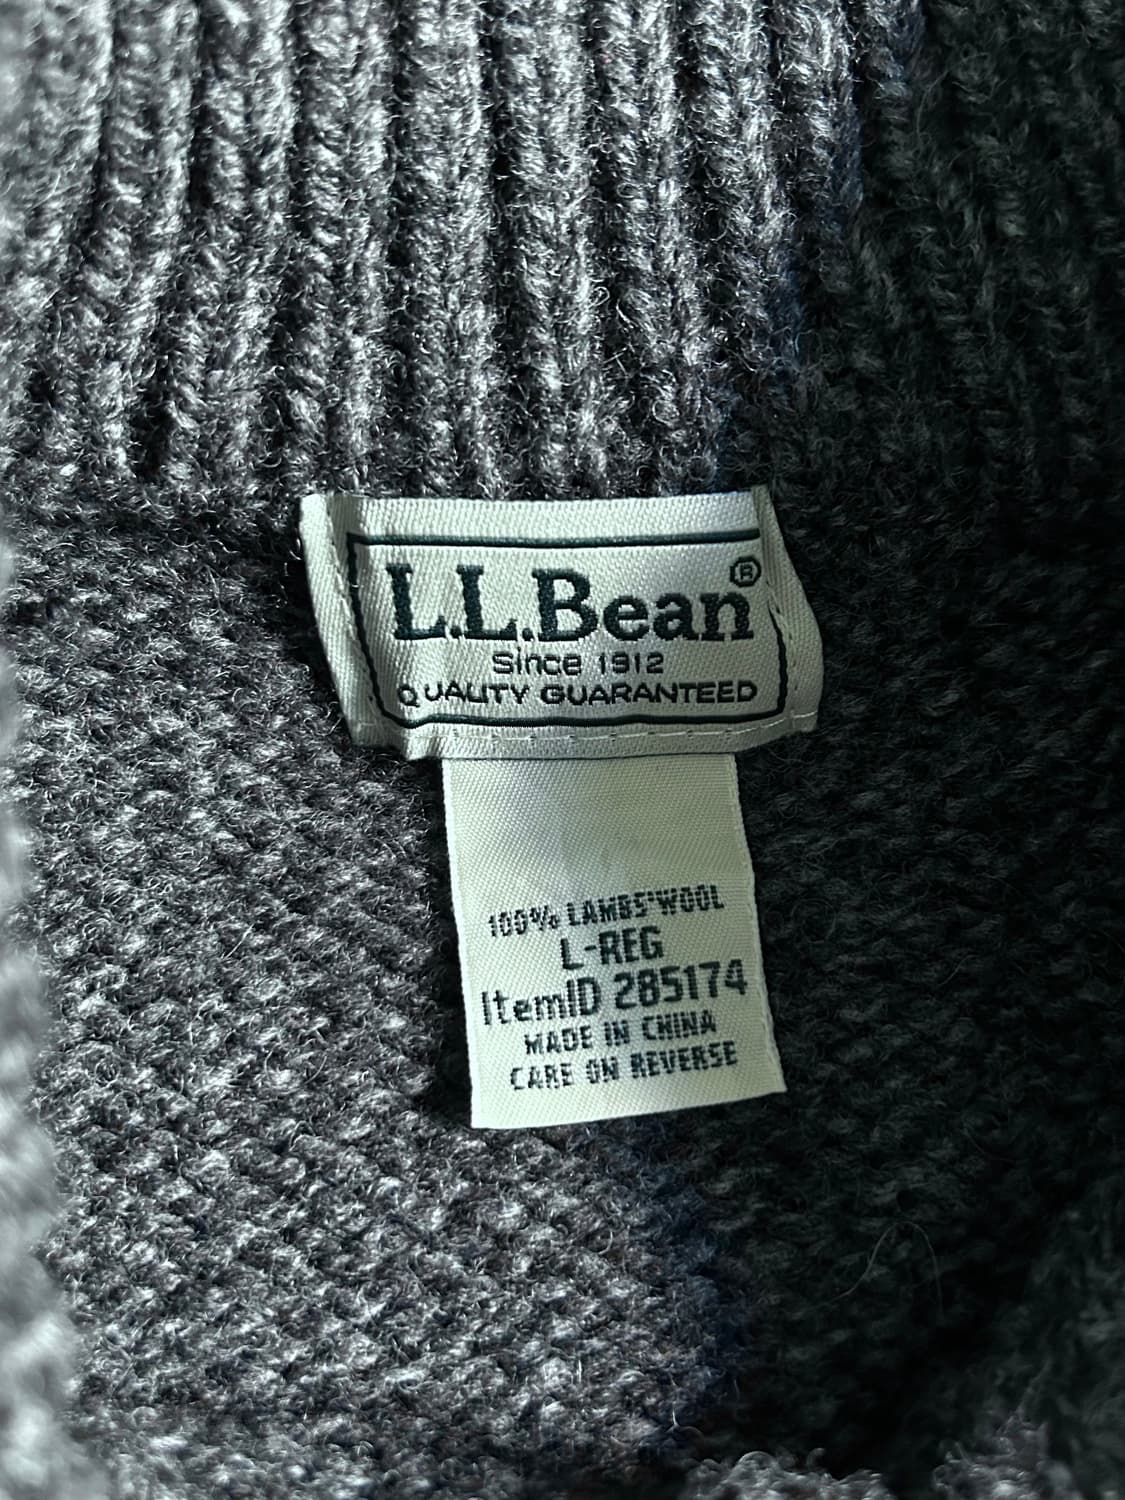 L.L.Bean®
Since 1912
QUALITY GUARANTEED
100% LAMBS'WOOL
L-REG
ItemID 285174
MADE IN CHINA
CARE ON REVERSE